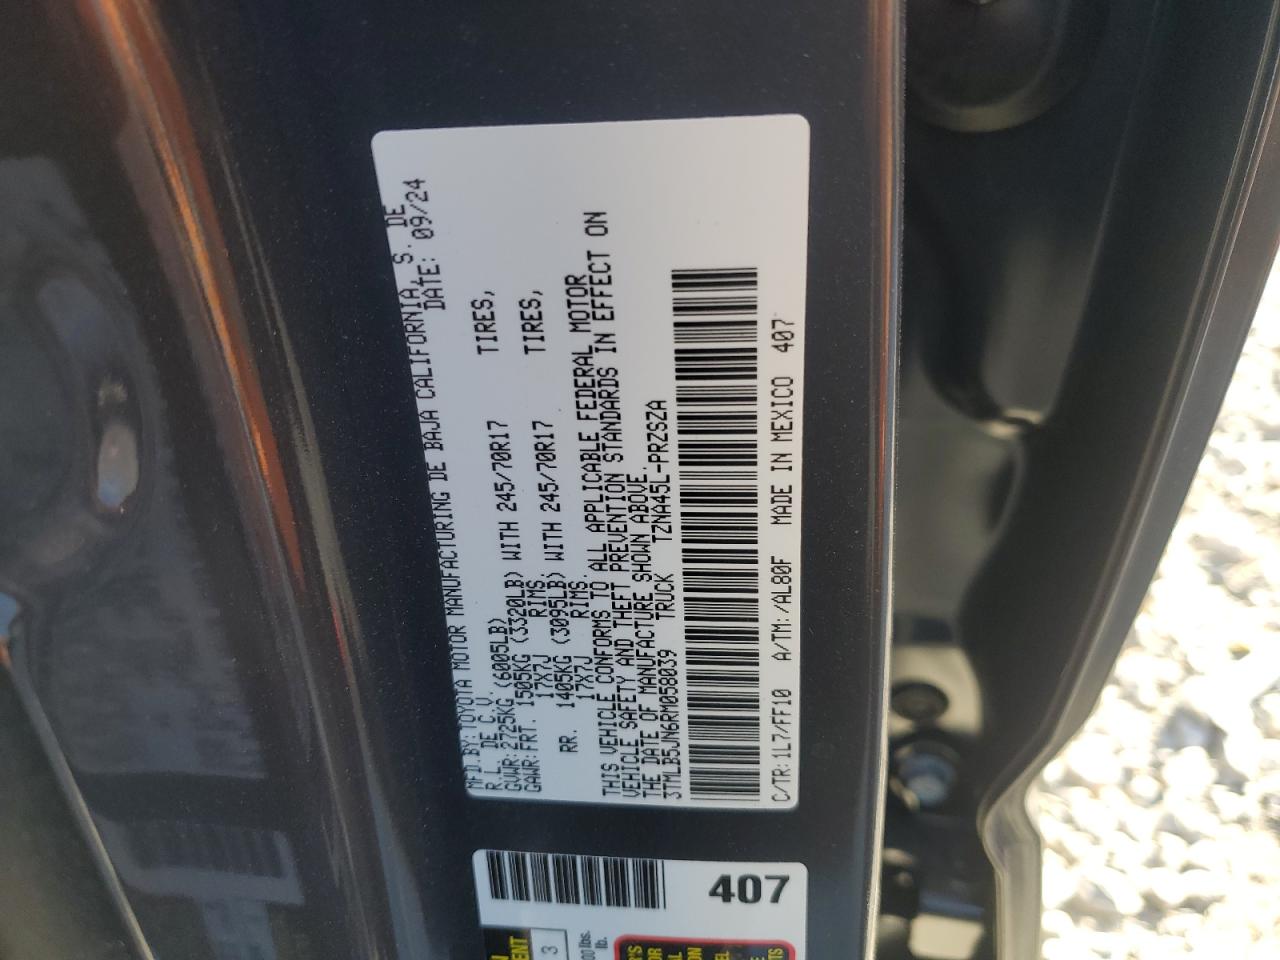 MFD.BY:TOYOTA MOTOR MANUFACTURING DE BAJA CALIFORNIA, S. DE
R.L. DE C.V. DATE: 09/24
GVWR:2725KG (6005LB)
GAWR:FRT. 1505KG (3320LB) WITH 245/70R17 TIRES,
17X7J RIMS.
RR. 1405KG (3095LB) WITH 245/70R17 TIRES,
17X7J RIMS.
THIS VEHICLE CONFORMS TO ALL APPLICABLE FEDERAL MOTOR
VEHICLE SAFETY AND THEFT PREVENTION STANDARDS IN EFFECT ON
THE DATE OF MANUFACTURE SHOWN ABOVE.
3TMLB5JN6RM058039 TRUCK TZNA45L-PRZSZA
C/TR:1L7/FF10 A/TM:/AL80F MADE IN MEXICO 407
407
3
lb.